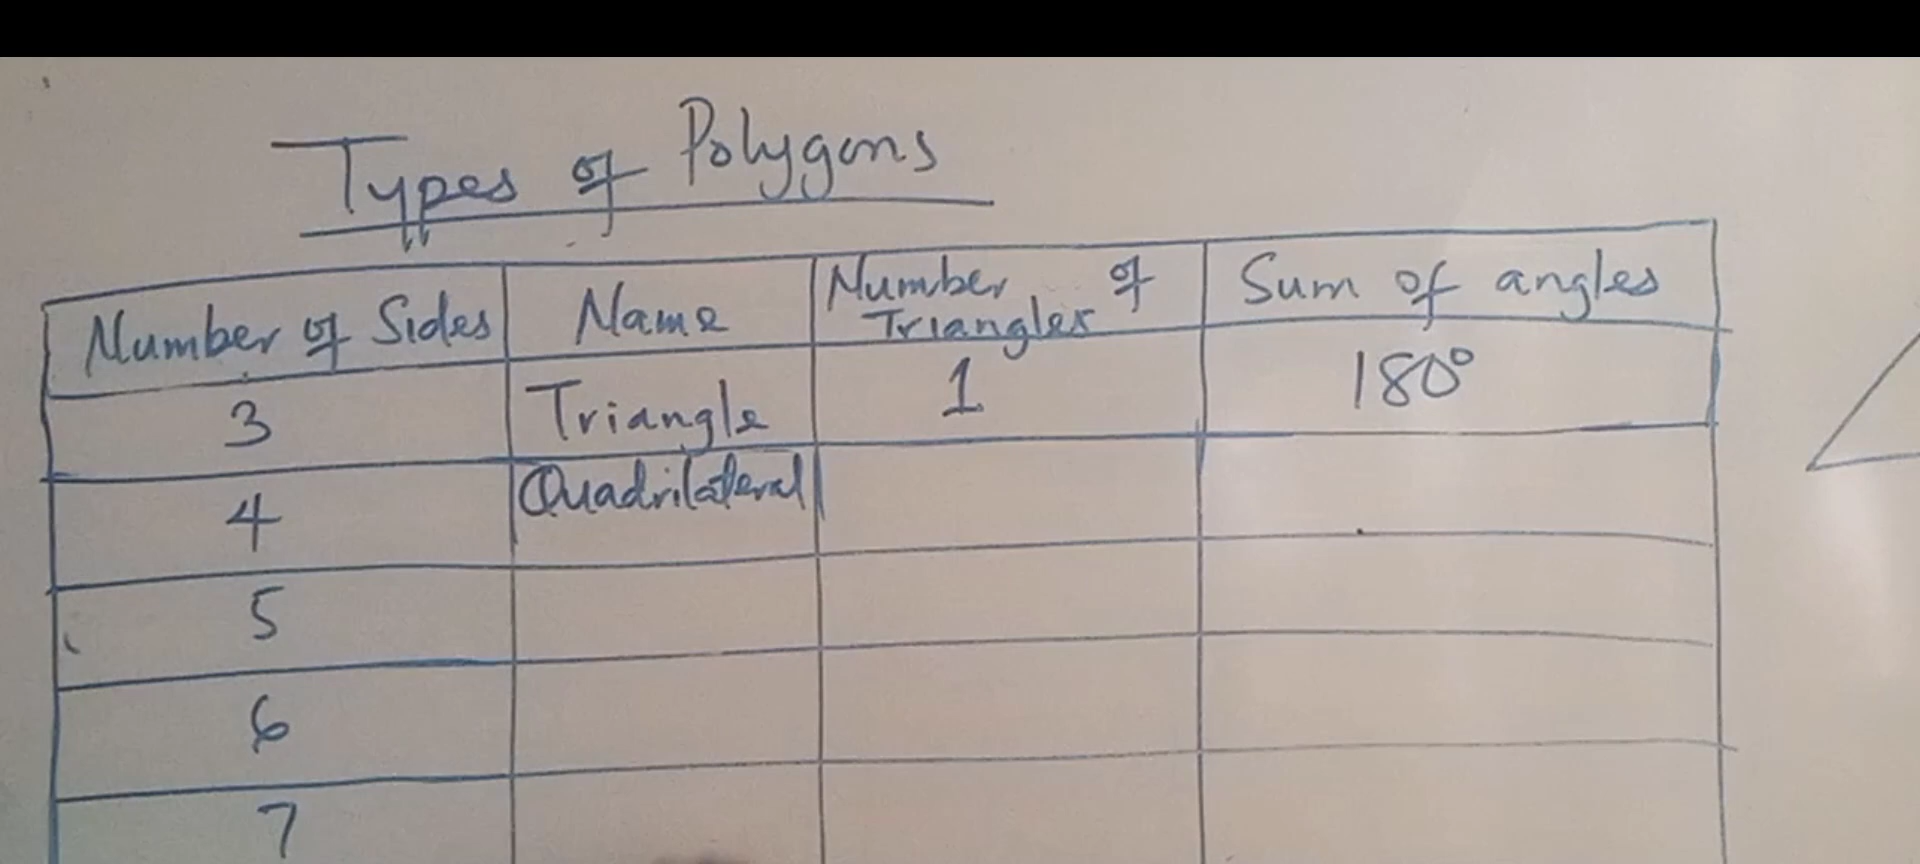 Types of Polygons
Number of Sides
Name
Number of
Triangles
Sum of angles
3
Triangle
1
180°
4
Quadrilateral
5
6
7